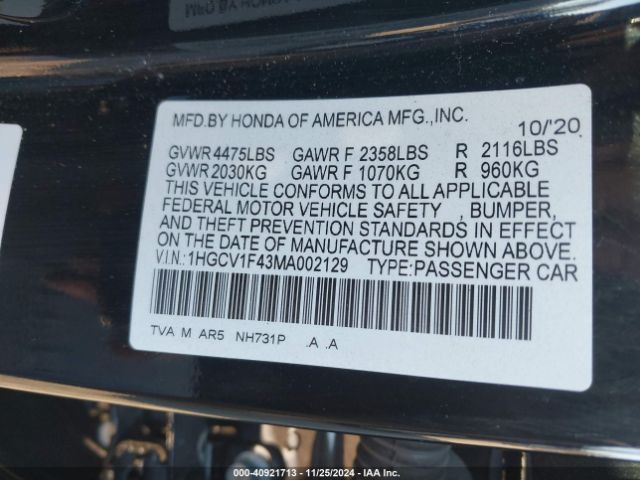 MFD.BY HONDA OF AMERICA MFG.,INC.
10/'20
GVWR 4475LBS GAWR F 2358LBS R 2116LBS
GVWR 2030KG GAWR F 1070KG R 960KG
THIS VEHICLE CONFORMS TO ALL APPLICABLE
FEDERAL MOTOR VEHICLE SAFETY , BUMPER,
AND THEFT PREVENTION STANDARDS IN EFFECT
ON THE DATE OF MANUFACTURE SHOWN ABOVE.
V.I.N.: 1HGCV1F43MA002129 TYPE:PASSENGER CAR
TVA M AR5 NH731P .A .A
000-40921713 - 11/25/2024 - IAA Inc.